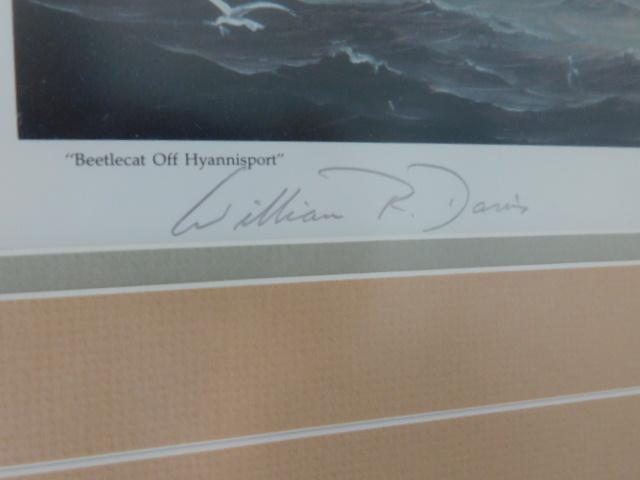 "Beetlecat Off Hyannisport"
William R. Davis